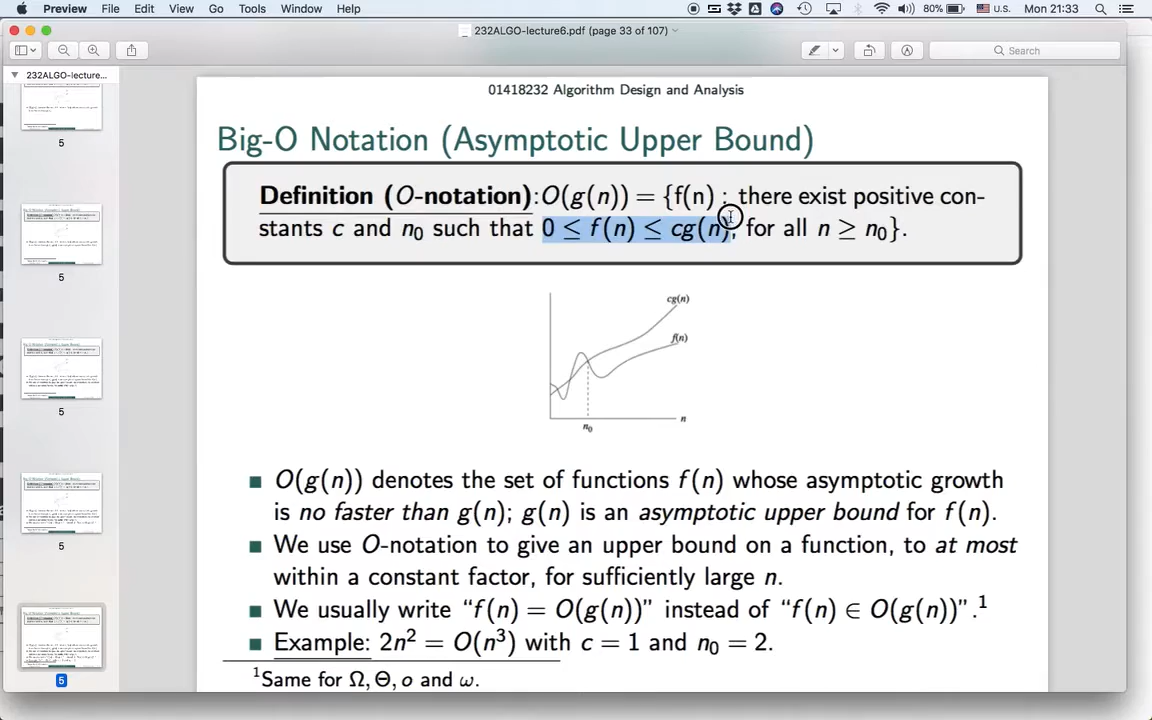 Preview File Edit View Go Tools Window Help 80% U.S. Mon 21:33
232ALGO-lecture6.pdf (page 33 of 107)
Search
232ALGO-lecture...
5
5
5
5
5
01418232 Algorithm Design and Analysis
Big-O Notation (Asymptotic Upper Bound)
Definition (O-notation):O(g(n)) = {f(n) : there exist positive con-
stants c and n₀ such that 0 ≤ f(n) ≤ cg(n), for all n ≥ n₀}.
cg(n)
f(n)
n
n₀
■ O(g(n)) denotes the set of functions f(n) whose asymptotic growth
is no faster than g(n); g(n) is an asymptotic upper bound for f(n).
■ We use O-notation to give an upper bound on a function, to at most
within a constant factor, for sufficiently large n.
■ We usually write “f(n) = O(g(n))” instead of “f(n) ∈ O(g(n))”.¹
■ Example: 2n² = O(n³) with c = 1 and n₀ = 2.
¹Same for Ω, Θ, o and ω.